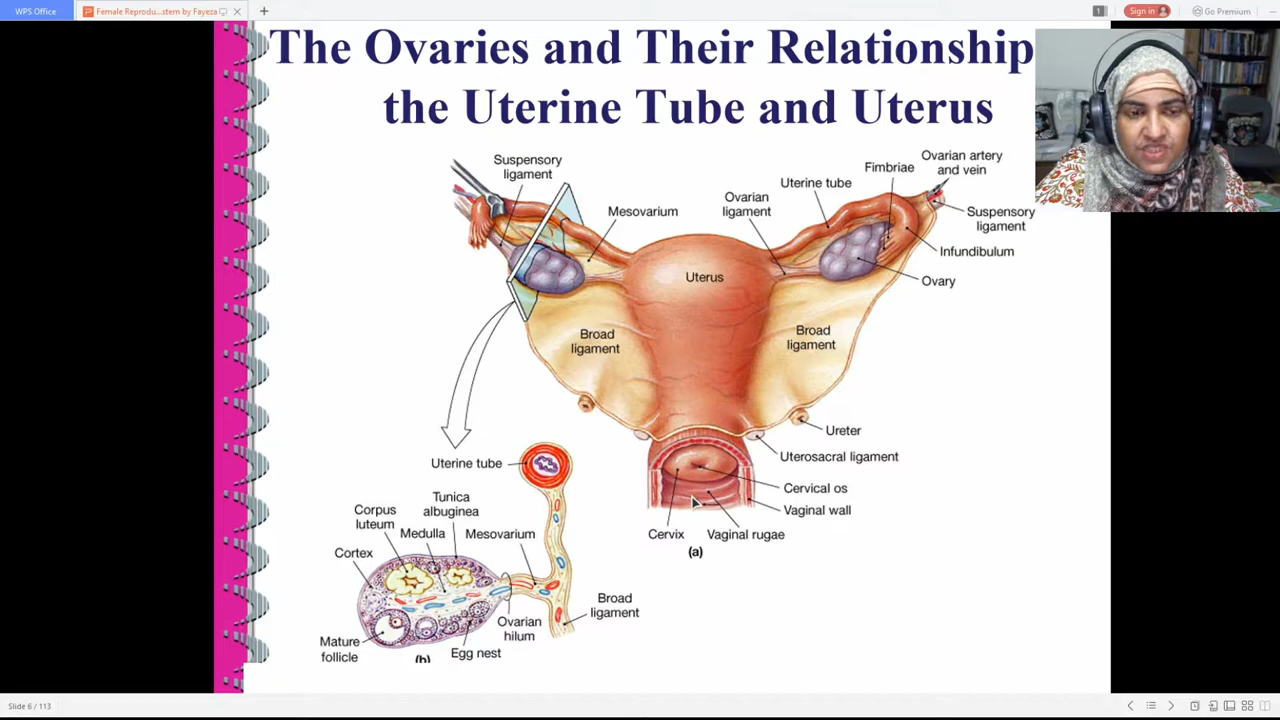 WPS Office
Female Reprodu...stem by Fayeza
1
Sign in
Go Premium
The Ovaries and Their Relationship
the Uterine Tube and Uterus
Suspensory
ligament
Mesovarium
Ovarian
ligament
Uterine tube
Fimbriae
Ovarian artery
and vein
Suspensory
ligament
Infundibulum
Ovary
Uterus
Broad
ligament
Broad
ligament
Ureter
Uterosacral ligament
Cervical os
Vaginal wall
Cervix
Vaginal rugae
(a)
Uterine tube
Tunica
albuginea
Corpus
luteum
Medulla
Mesovarium
Cortex
Broad
ligament
Ovarian
hilum
Mature
follicle
Egg nest
(b)
Slide 6 / 113